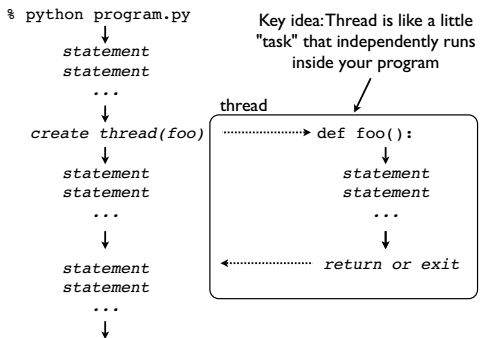 % python program.py
statement
statement
...
create thread(foo)
statement
statement
...
statement
statement
...
Key idea: Thread is like a little
"task" that independently runs
inside your program
thread
def foo():
statement
statement
...
return or exit